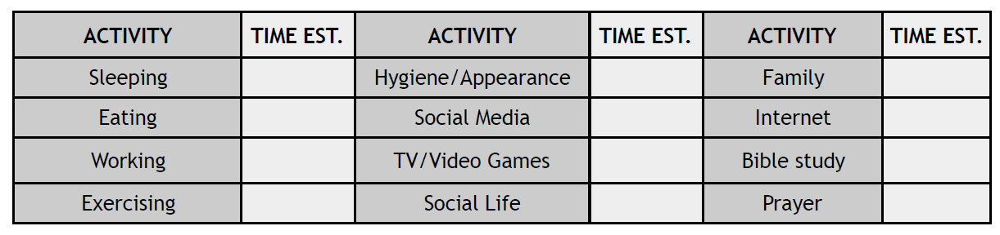 ACTIVITY TIME EST. ACTIVITY TIME EST. ACTIVITY TIME EST.
Sleeping Hygiene/Appearance Family
Eating Social Media Internet
Working TV/Video Games Bible study
Exercising Social Life Prayer